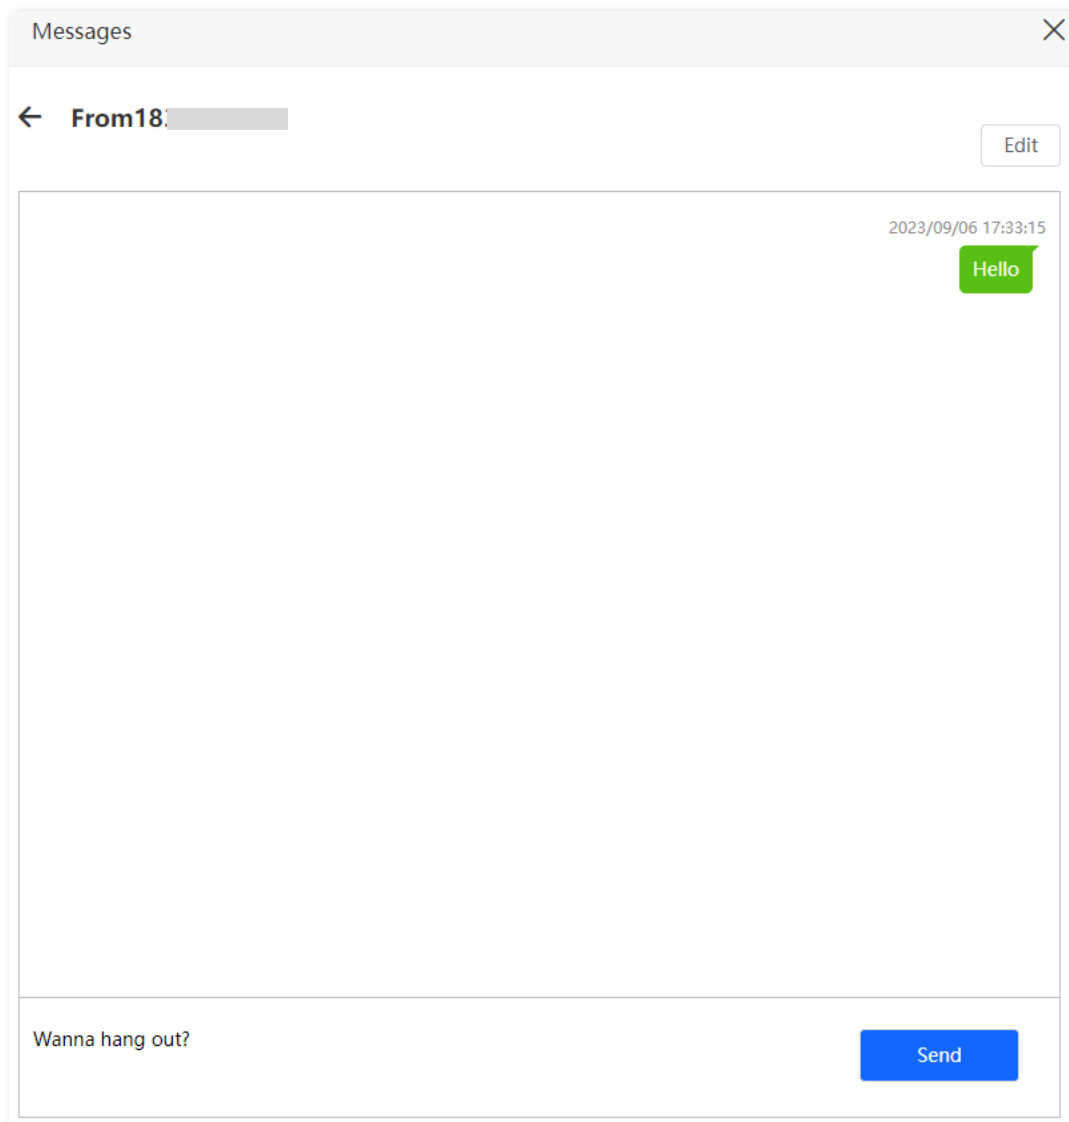 Messages
From18
Edit
2023/09/06 17:33:15
Hello
Wanna hang out?
Send